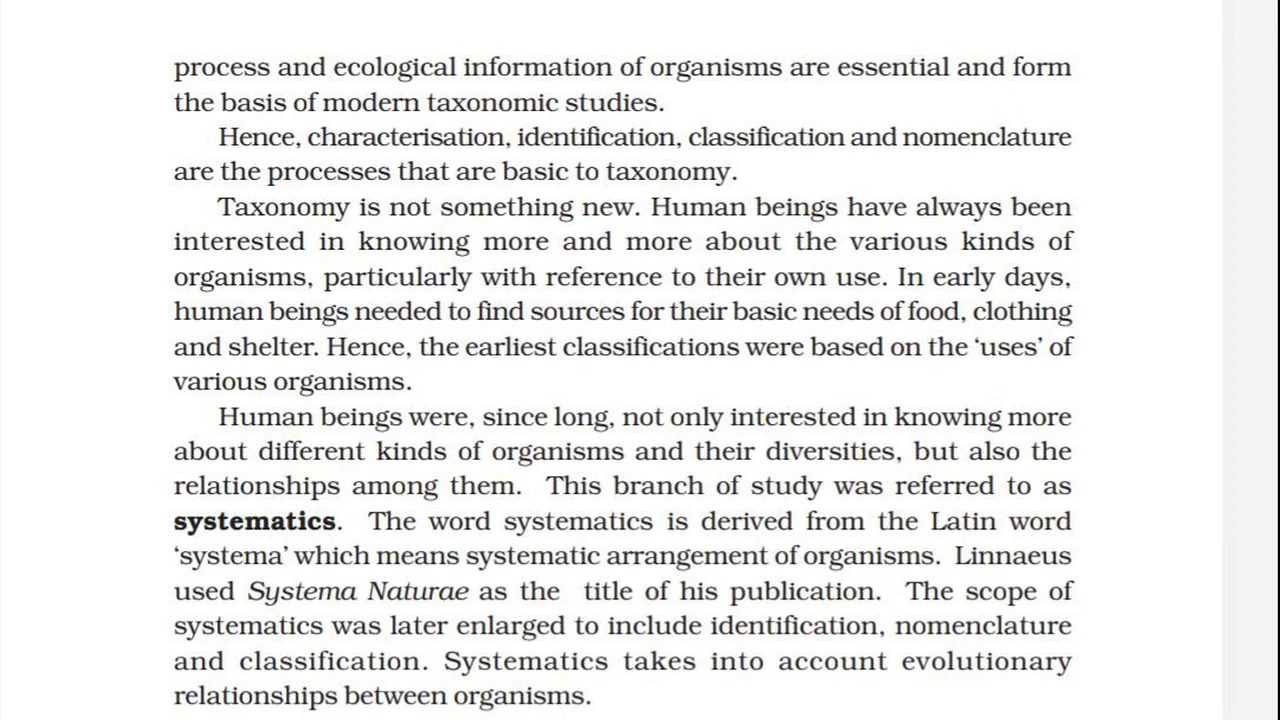 process and ecological information of organisms are essential and form
the basis of modern taxonomic studies.
Hence, characterisation, identification, classification and nomenclature
are the processes that are basic to taxonomy.
Taxonomy is not something new. Human beings have always been
interested in knowing more and more about the various kinds of
organisms, particularly with reference to their own use. In early days,
human beings needed to find sources for their basic needs of food, clothing
and shelter. Hence, the earliest classifications were based on the ‘uses’ of
various organisms.
Human beings were, since long, not only interested in knowing more
about different kinds of organisms and their diversities, but also the
relationships among them. This branch of study was referred to as
systematics. The word systematics is derived from the Latin word
‘systema’ which means systematic arrangement of organisms. Linnaeus
used Systema Naturae as the title of his publication. The scope of
systematics was later enlarged to include identification, nomenclature
and classification. Systematics takes into account evolutionary
relationships between organisms.